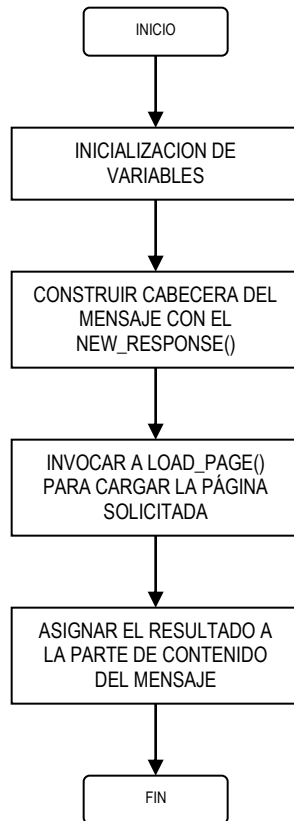 INICIO
INICIALIZACION DE
VARIABLES
CONSTRUIR CABECERA DEL
MENSAJE CON EL
NEW_RESPONSE()
INVOCAR A LOAD_PAGE()
PARA CARGAR LA PÁGINA
SOLICITADA
ASIGNAR EL RESULTADO A
LA PARTE DE CONTENIDO
DEL MENSAJE
FIN